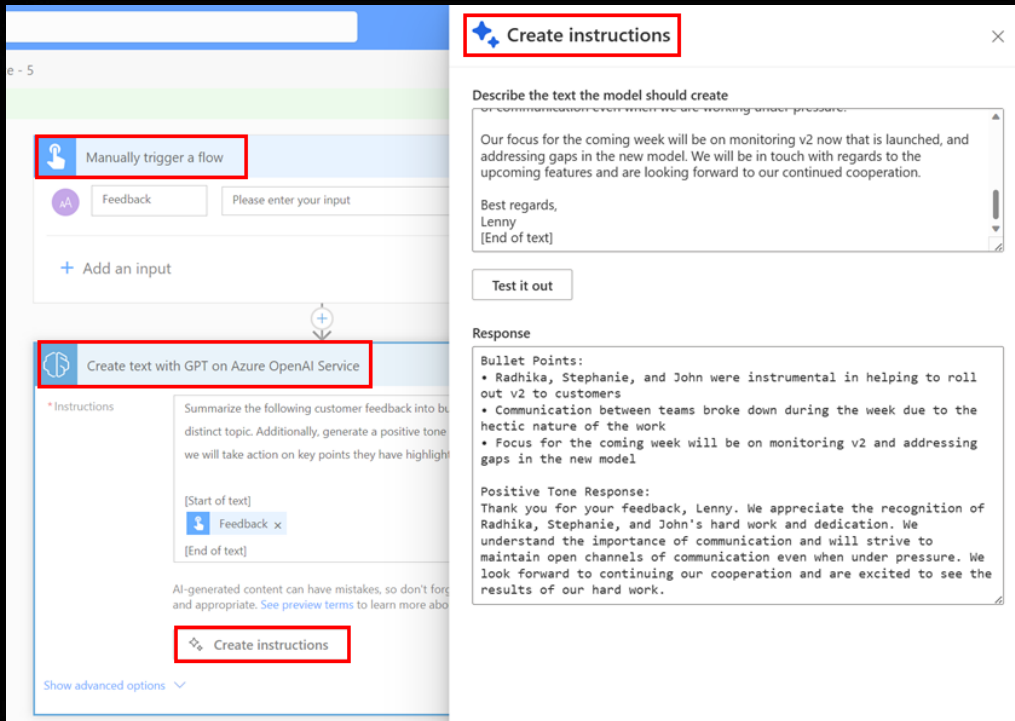 e - 5
Manually trigger a flow
AA
Feedback
Please enter your input
+ Add an input
Create text with GPT on Azure OpenAI Service
* Instructions
Summarize the following customer feedback into bu
distinct topic. Additionally, generate a positive tone
we will take action on key points they have highligh
[Start of text]
Feedback ×
[End of text]
AI-generated content can have mistakes, so don't forg
and appropriate. See preview terms to learn more abo
Create instructions
Show advanced options
Create instructions
Describe the text the model should create
of communication even when we are working under pressure.
Our focus for the coming week will be on monitoring v2 now that is launched, and
addressing gaps in the new model. We will be in touch with regards to the
upcoming features and are looking forward to our continued cooperation.
Best regards,
Lenny
[End of text]
Test it out
Response
Bullet Points:
• Radhika, Stephanie, and John were instrumental in helping to roll
out v2 to customers
• Communication between teams broke down during the week due to the
hectic nature of the work
• Focus for the coming week will be on monitoring v2 and addressing
gaps in the new model
Positive Tone Response:
Thank you for your feedback, Lenny. We appreciate the recognition of
Radhika, Stephanie, and John's hard work and dedication. We
understand the importance of communication and will strive to
maintain open channels of communication even when under pressure. We
look forward to continuing our cooperation and are excited to see the
results of our hard work.